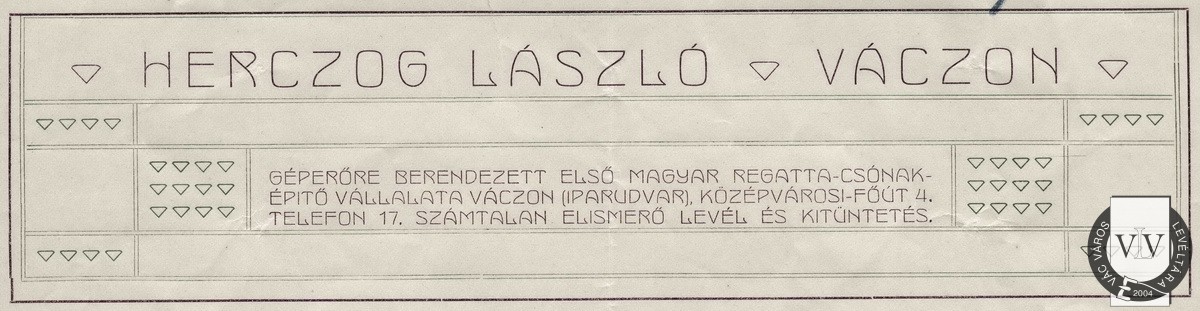 HERCZOG LÁSZLÓ VÁCZON
GÉPERŐRE BERENDEZETT ELSŐ MAGYAR REGATTA-CSÓNAK-
ÉPITŐ VÁLLALATA VÁCZON (IPARUDVAR), KÖZÉPVÁROSI-FŐÚT 4.
TELEFON 17. SZÁMTALAN ELISMERŐ LEVÉL ÉS KITÜNTETÉS.
VÁC VÁROS LEVÉLTÁRA
VLV
2004